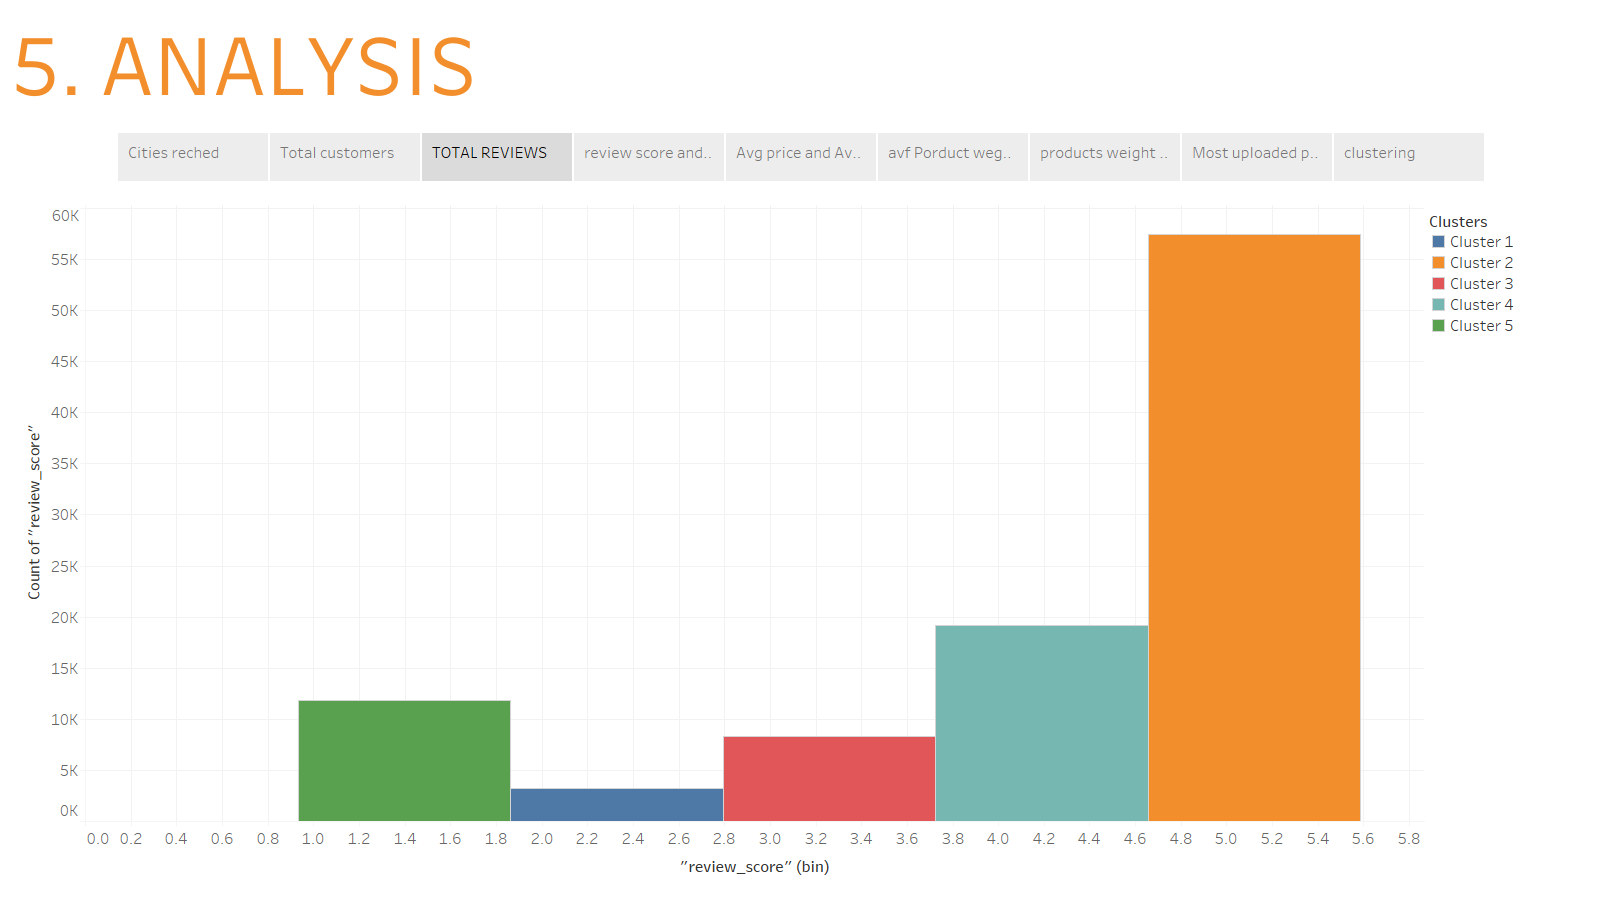 5. ANALYSIS
Cities reched
Total customers
TOTAL REVIEWS
review score and..
Avg price and Av..
avf Porduct weg..
products weight ..
Most uploaded p..
clustering
60K
55K
50K
45K
40K
35K
30K
25K
20K
15K
10K
5K
0K
Count of "review_score"
0.0 0.2 0.4 0.6 0.8 1.0 1.2 1.4 1.6 1.8 2.0 2.2 2.4 2.6 2.8 3.0 3.2 3.4 3.6 3.8 4.0 4.2 4.4 4.6 4.8 5.0 5.2 5.4 5.6 5.8
"review_score" (bin)
Clusters
Cluster 1
Cluster 2
Cluster 3
Cluster 4
Cluster 5